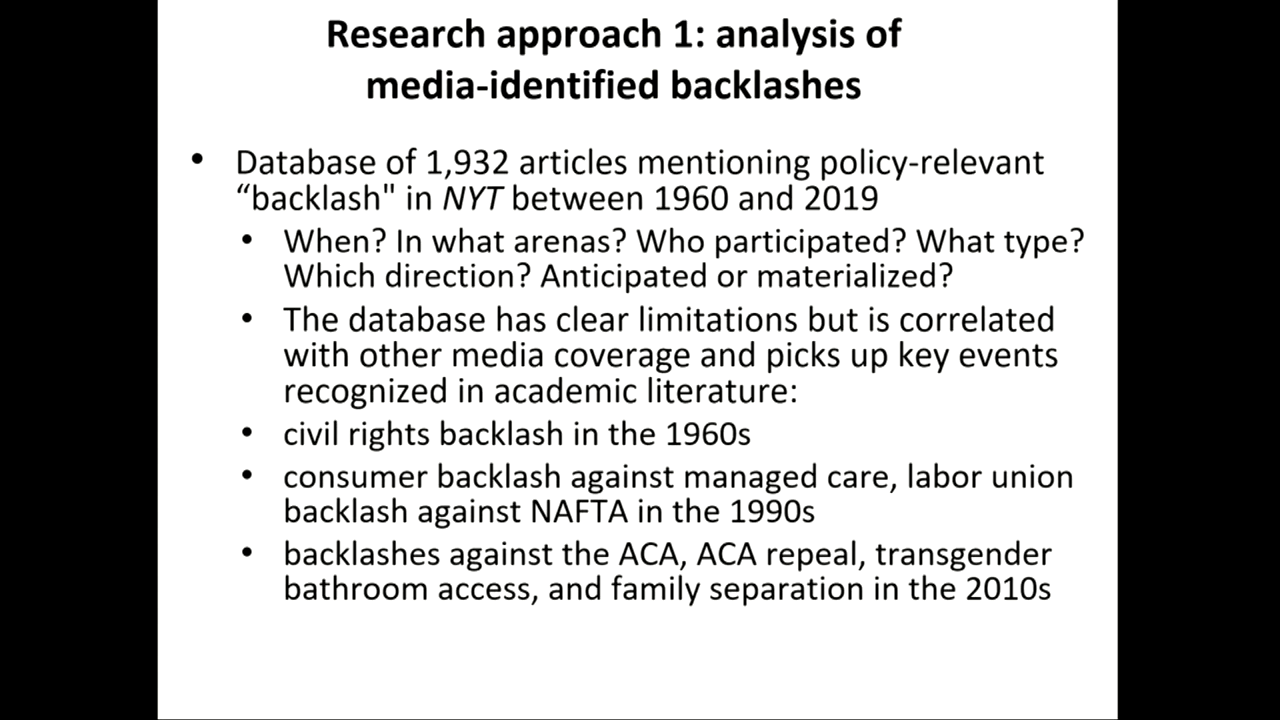 Research approach 1: analysis of
media-identified backlashes
• Database of 1,932 articles mentioning policy-relevant
“backlash" in NYT between 1960 and 2019
• When? In what arenas? Who participated? What type?
Which direction? Anticipated or materialized?
• The database has clear limitations but is correlated
with other media coverage and picks up key events
recognized in academic literature:
• civil rights backlash in the 1960s
• consumer backlash against managed care, labor union
backlash against NAFTA in the 1990s
• backlashes against the ACA, ACA repeal, transgender
bathroom access, and family separation in the 2010s